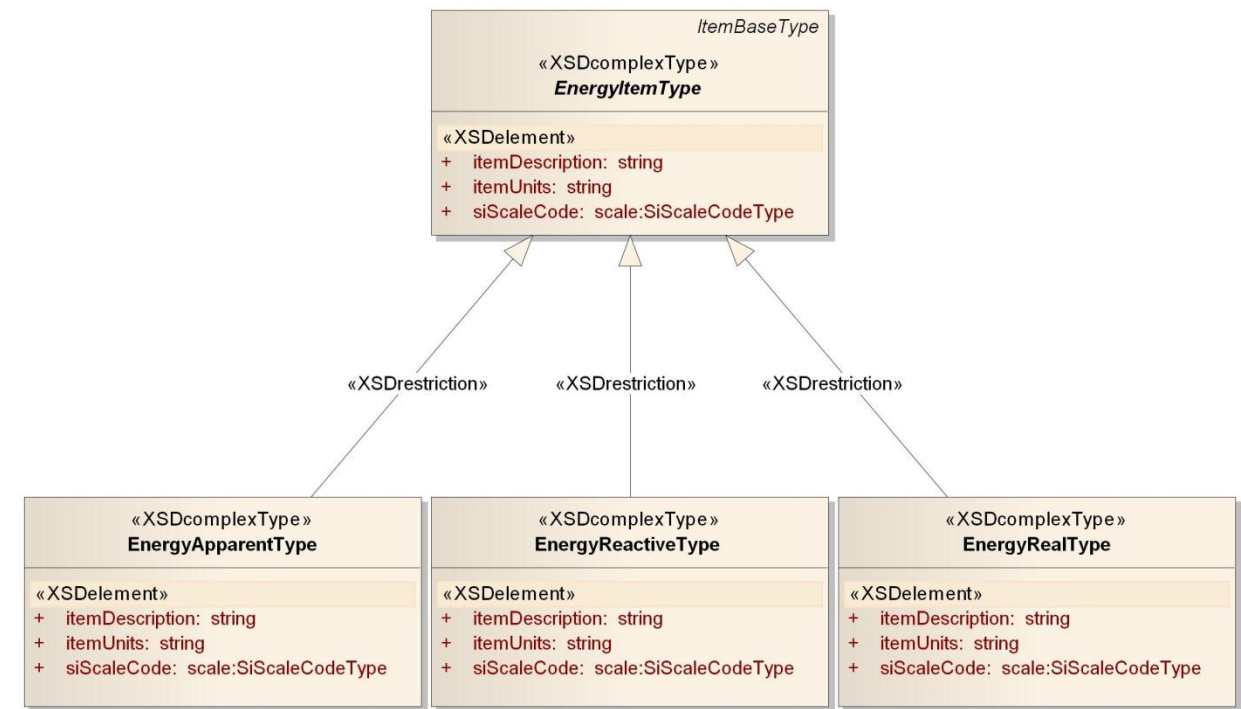 ItemBaseType
«XSDcomplexType»
EnergyItemType
«XSDelement»
+ itemDescription: string
+ itemUnits: string
+ siScaleCode: scale:SiScaleCodeType
«XSDrestriction» «XSDrestriction» «XSDrestriction»
«XSDcomplexType»
EnergyApparentType
«XSDelement»
+ itemDescription: string
+ itemUnits: string
+ siScaleCode: scale:SiScaleCodeType
«XSDcomplexType»
EnergyReactiveType
«XSDelement»
+ itemDescription: string
+ itemUnits: string
+ siScaleCode: scale:SiScaleCodeType
«XSDcomplexType»
EnergyRealType
«XSDelement»
+ itemDescription: string
+ itemUnits: string
+ siScaleCode: scale:SiScaleCodeType